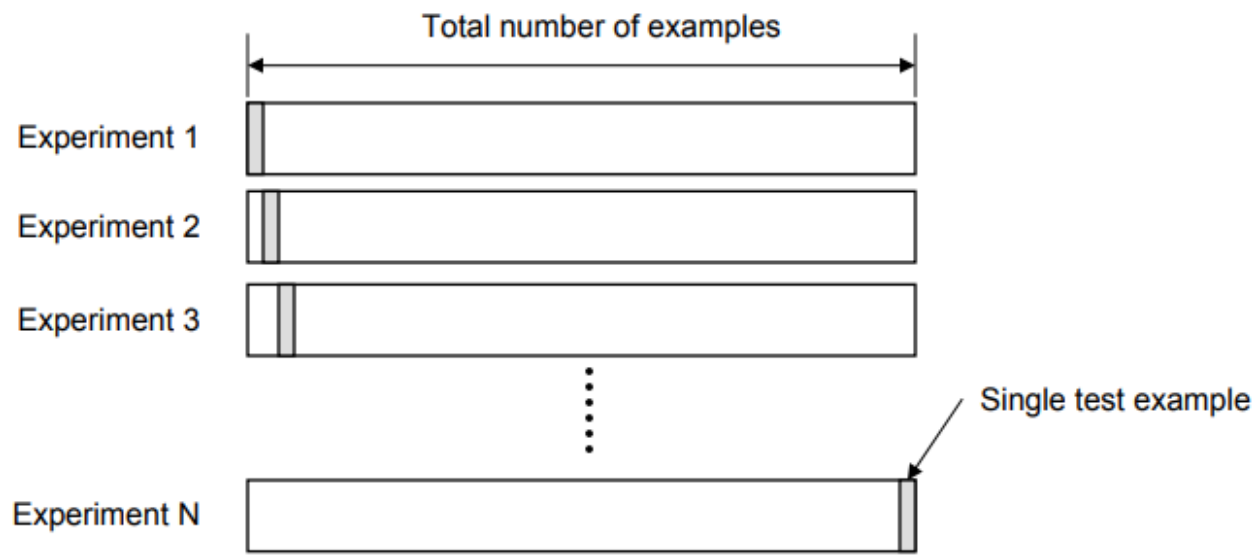 Total number of examples
Experiment 1
Experiment 2
Experiment 3
Single test example
Experiment N